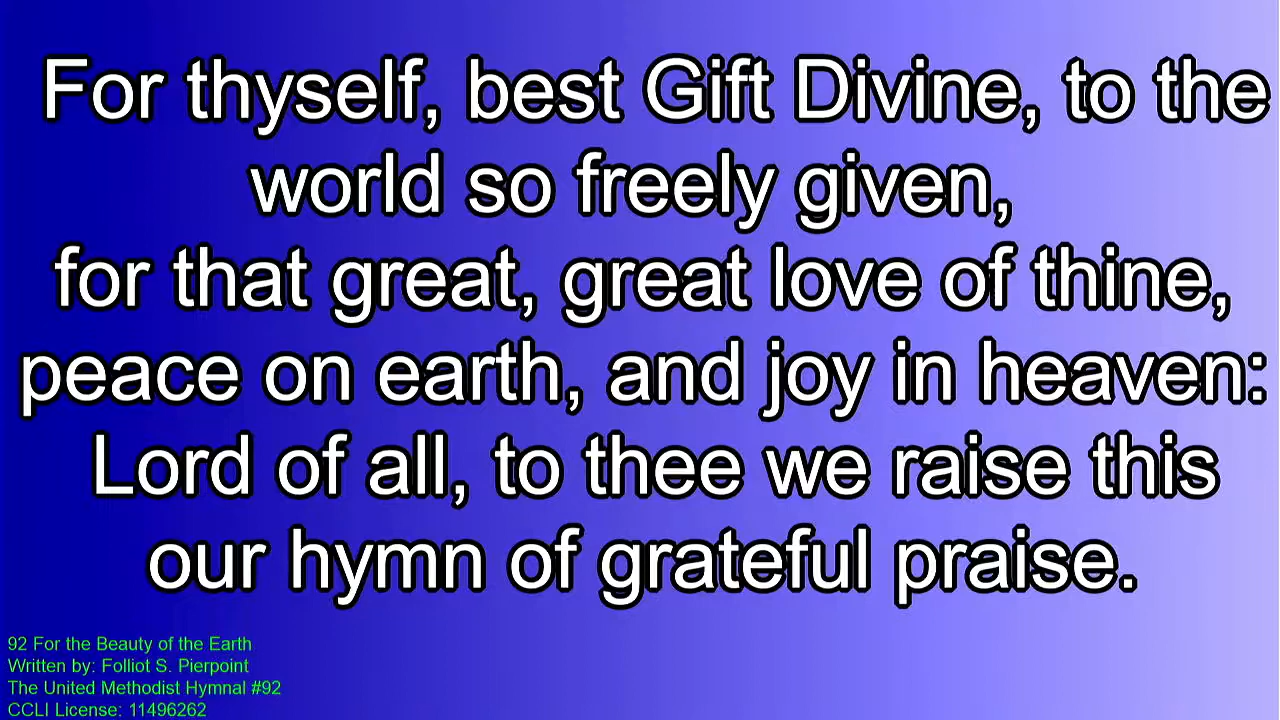 For thyself, best Gift Divine, to the
world so freely given,
for that great, great love of thine,
peace on earth, and joy in heaven:
Lord of all, to thee we raise this
our hymn of grateful praise.
92 For the Beauty of the Earth
Written by: Folliot S. Pierpoint
The United Methodist Hymnal #92
CCLI License: 11496262